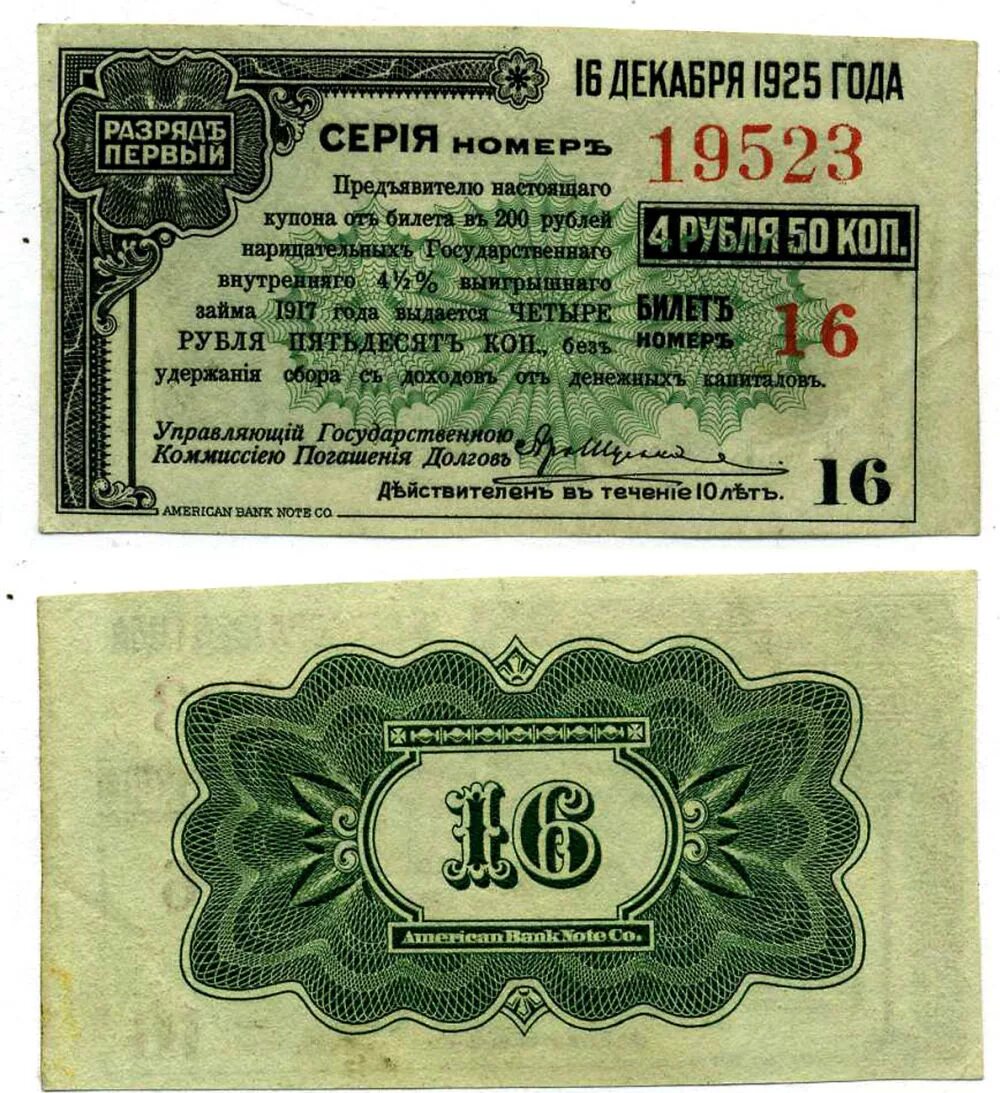 16 ДЕКАБРЯ 1925 ГОДА
РАЗРЯДЪ
ПЕРВЫЙ
СЕРІЯ НОМЕРЪ 19523
Предъявителю настоящаго
купона отъ билета въ 200 рублей
нарицательныхъ Государственнаго
внутренняго 4½% выигрышнаго
займа 1917 года выдается ЧЕТЫРЕ
РУБЛЯ ПЯТЬДЕСЯТЪ КОП., безъ
удержанія сбора съ доходовъ отъ денежныхъ капиталовъ.
4 РУБЛЯ 50 КОП.
БИЛЕТЪ
НОМЕРЪ 16
Управляющій Государственною
Коммиссіею Погашенія Долговъ
Дѣйствителенъ въ теченіе 10 лѣтъ.
16
AMERICAN BANK NOTE CO.
16
American Bank Note Co.